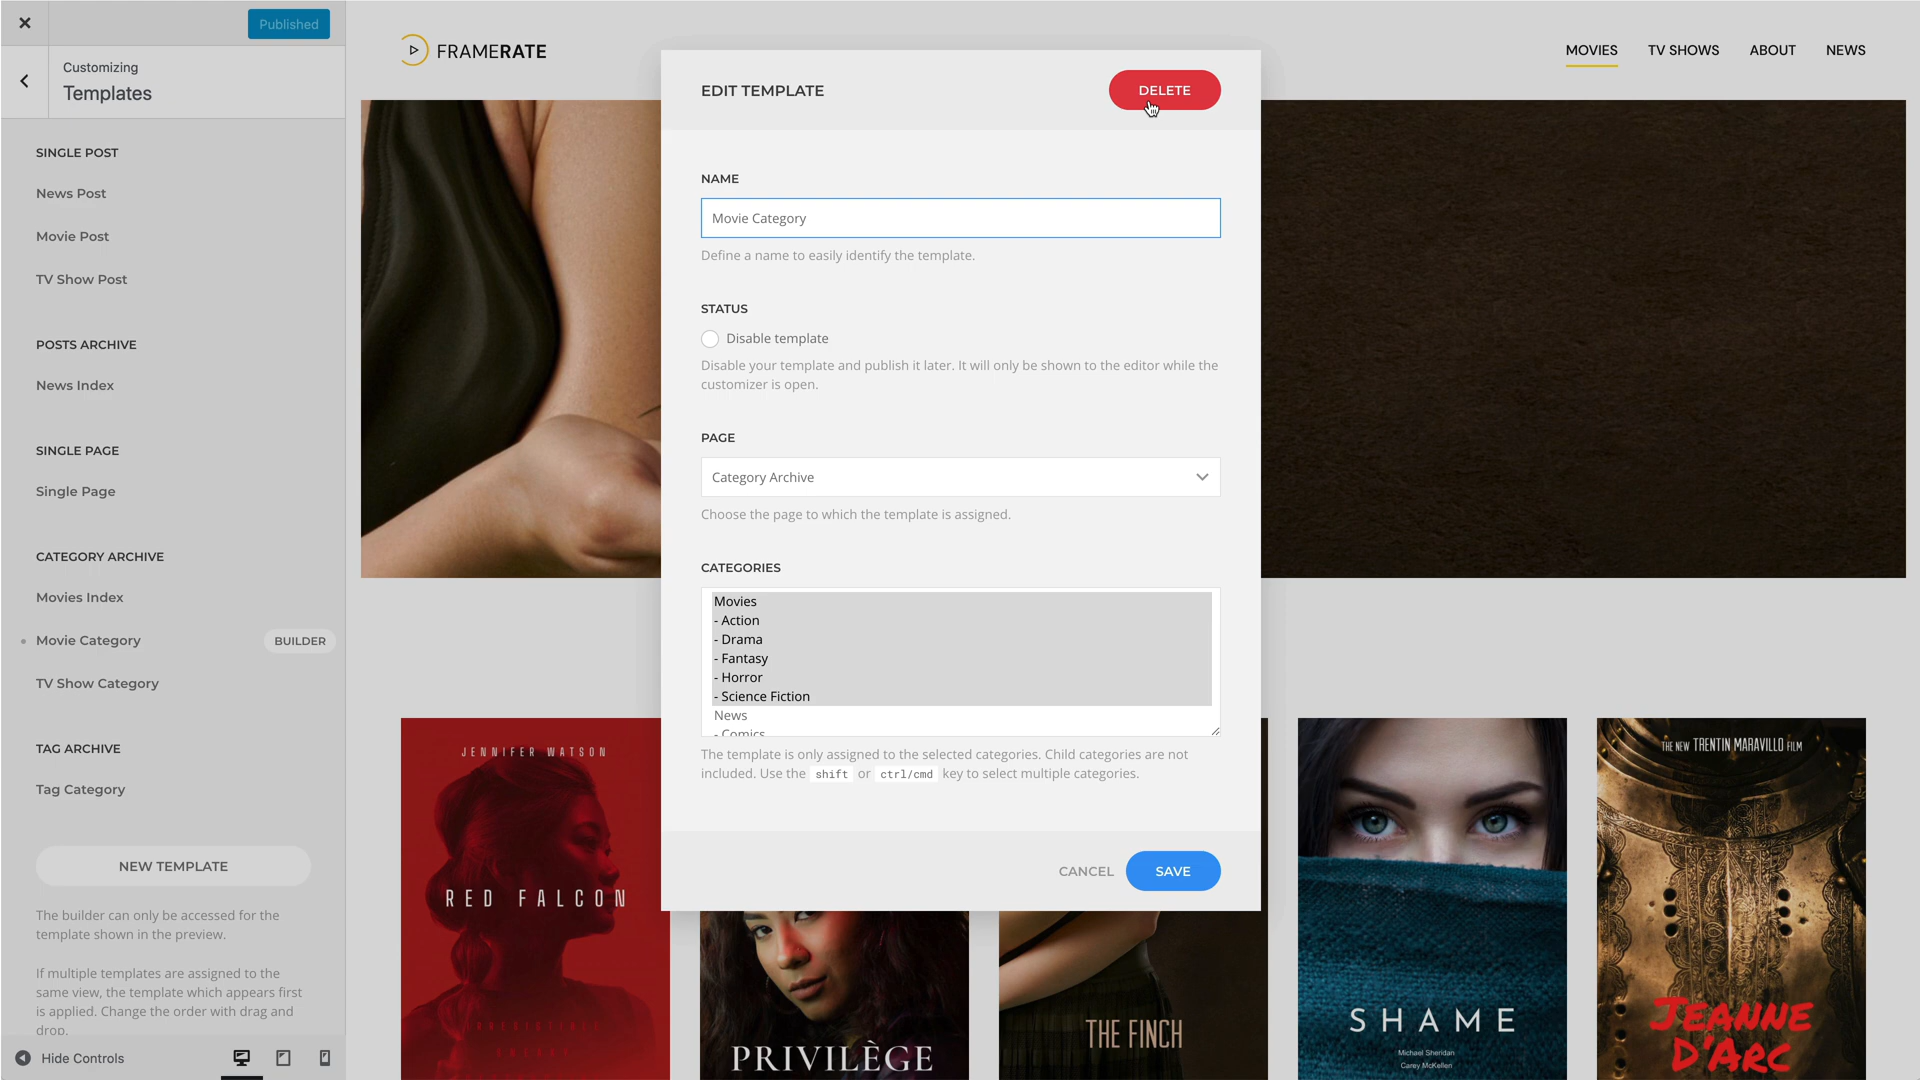 Published
Customizing
Templates
SINGLE POST
News Post
Movie Post
TV Show Post
POSTS ARCHIVE
News Index
SINGLE PAGE
Single Page
CATEGORY ARCHIVE
Movies Index
Movie Category
BUILDER
TV Show Category
TAG ARCHIVE
Tag Category
NEW TEMPLATE
The builder can only be accessed for the
template shown in the preview.
If multiple templates are assigned to the
same view, the template which appears first
is applied. Change the order with drag and
drop.
Hide Controls
FRAMERATE
MOVIES
TV SHOWS
ABOUT
NEWS
EDIT TEMPLATE
DELETE
NAME
Movie Category
Define a name to easily identify the template.
STATUS
Disable template
Disable your template and publish it later. It will only be shown to the editor while the
customizer is open.
PAGE
Category Archive
Choose the page to which the template is assigned.
CATEGORIES
Movies
- Action
- Drama
- Fantasy
- Horror
- Science Fiction
News
- Comics
The template is only assigned to the selected categories. Child categories are not
included. Use the shift or ctrl/cmd key to select multiple categories.
CANCEL
SAVE
JENNIFER WATSON
RED FALCON
PRIVILÈGE
THE FINCH
SHAME
Michael Sheridan
Carey McKellen
THE NEW TRENTIN MARAVILLO FILM
JEANNE
D'ARC